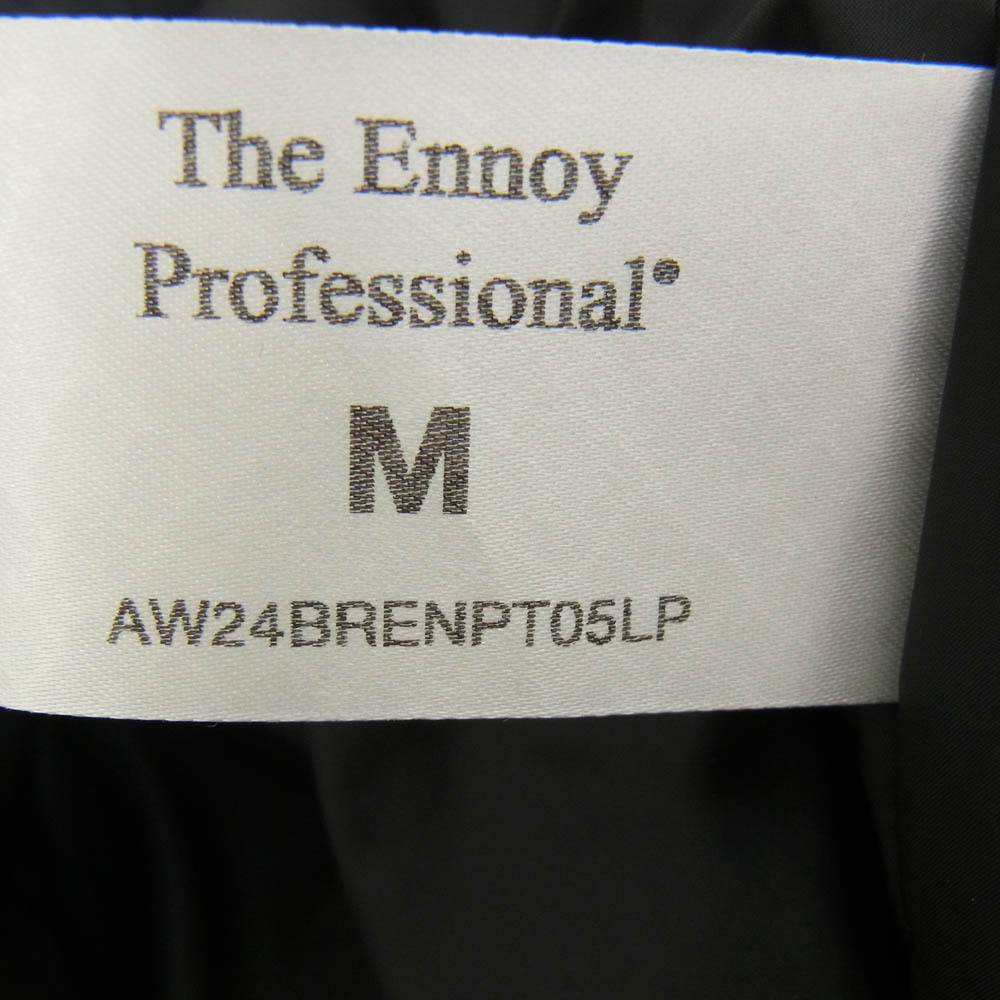 The Ennoy
Professional®
M
AW24BRENPT05LP